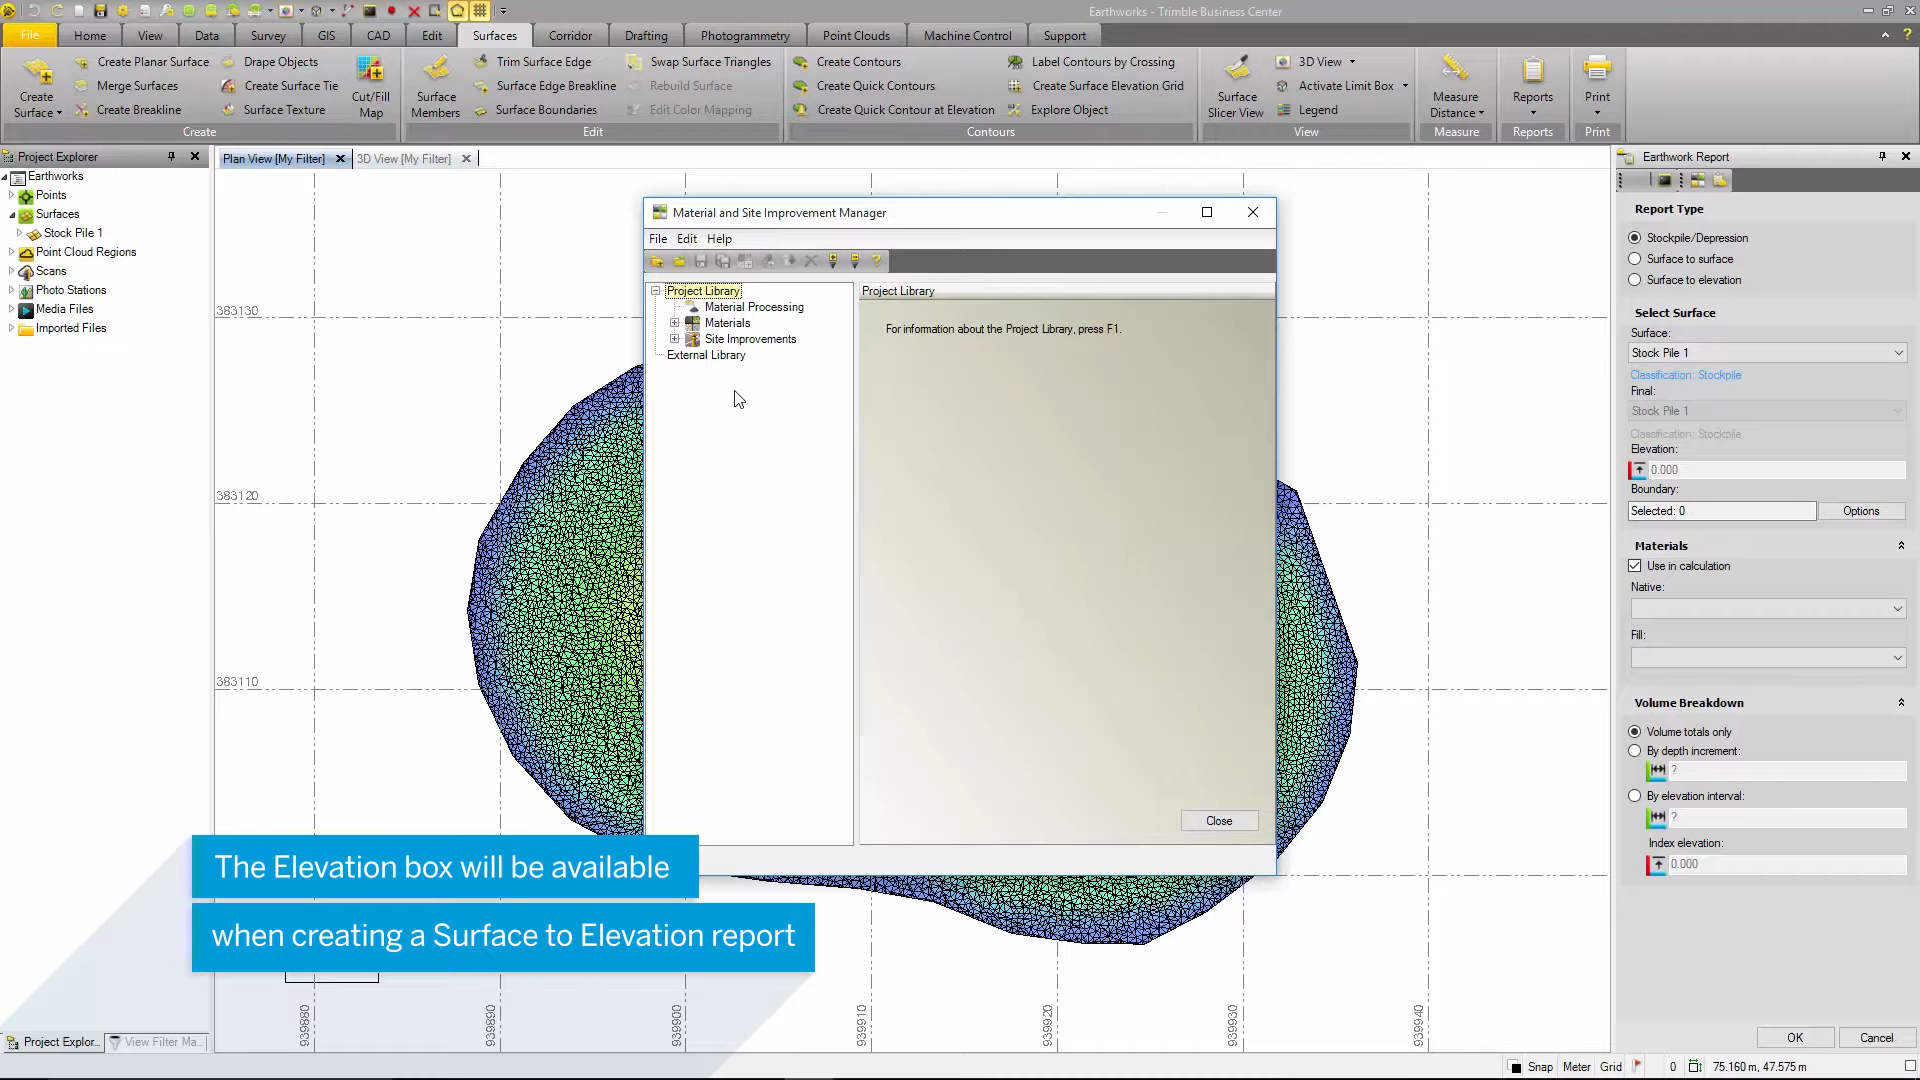 Earthworks - Trimble Business Center
File Home View Data Survey GIS CAD Edit Surfaces Corridor Drafting Photogrammetry Point Clouds Machine Control Support
Create Surface
Create Planar Surface
Merge Surfaces
Create Breakline
Drape Objects
Create Surface Tie
Surface Texture
Cut/Fill Map
Create
Surface Members
Trim Surface Edge
Surface Edge Breakline
Surface Boundaries
Swap Surface Triangles
Rebuild Surface
Edit Color Mapping
Edit
Create Contours
Create Quick Contours
Create Quick Contour at Elevation
Label Contours by Crossing
Create Surface Elevation Grid
Explore Object
Contours
Surface Slicer View
3D View
Activate Limit Box
Legend
View
Measure Distance
Measure
Reports
Reports
Print
Print
Project Explorer
Earthworks
Points
Surfaces
Stock Pile 1
Point Cloud Regions
Scans
Photo Stations
Media Files
Imported Files
Project Explor...
View Filter Ma...
Plan View [My Filter]
3D View [My Filter]
383130
383120
383110
939880
939890
939900
939910
939920
939930
939940
Material and Site Improvement Manager
File Edit Help
Project Library
Material Processing
Materials
Site Improvements
External Library
Project Library
For information about the Project Library, press F1.
Close
The Elevation box will be available
when creating a Surface to Elevation report
Earthwork Report
Report Type
Stockpile/Depression
Surface to surface
Surface to elevation
Select Surface
Surface:
Stock Pile 1
Classification: Stockpile
Final:
Stock Pile 1
Classification: Stockpile
Elevation:
0.000
Boundary:
Selected: 0
Options
Materials
Use in calculation
Native:
Fill:
Volume Breakdown
Volume totals only
By depth increment:
?
By elevation interval:
?
Index elevation:
0.000
OK Cancel
Snap Meter Grid 0 75.160 m, 47.575 m